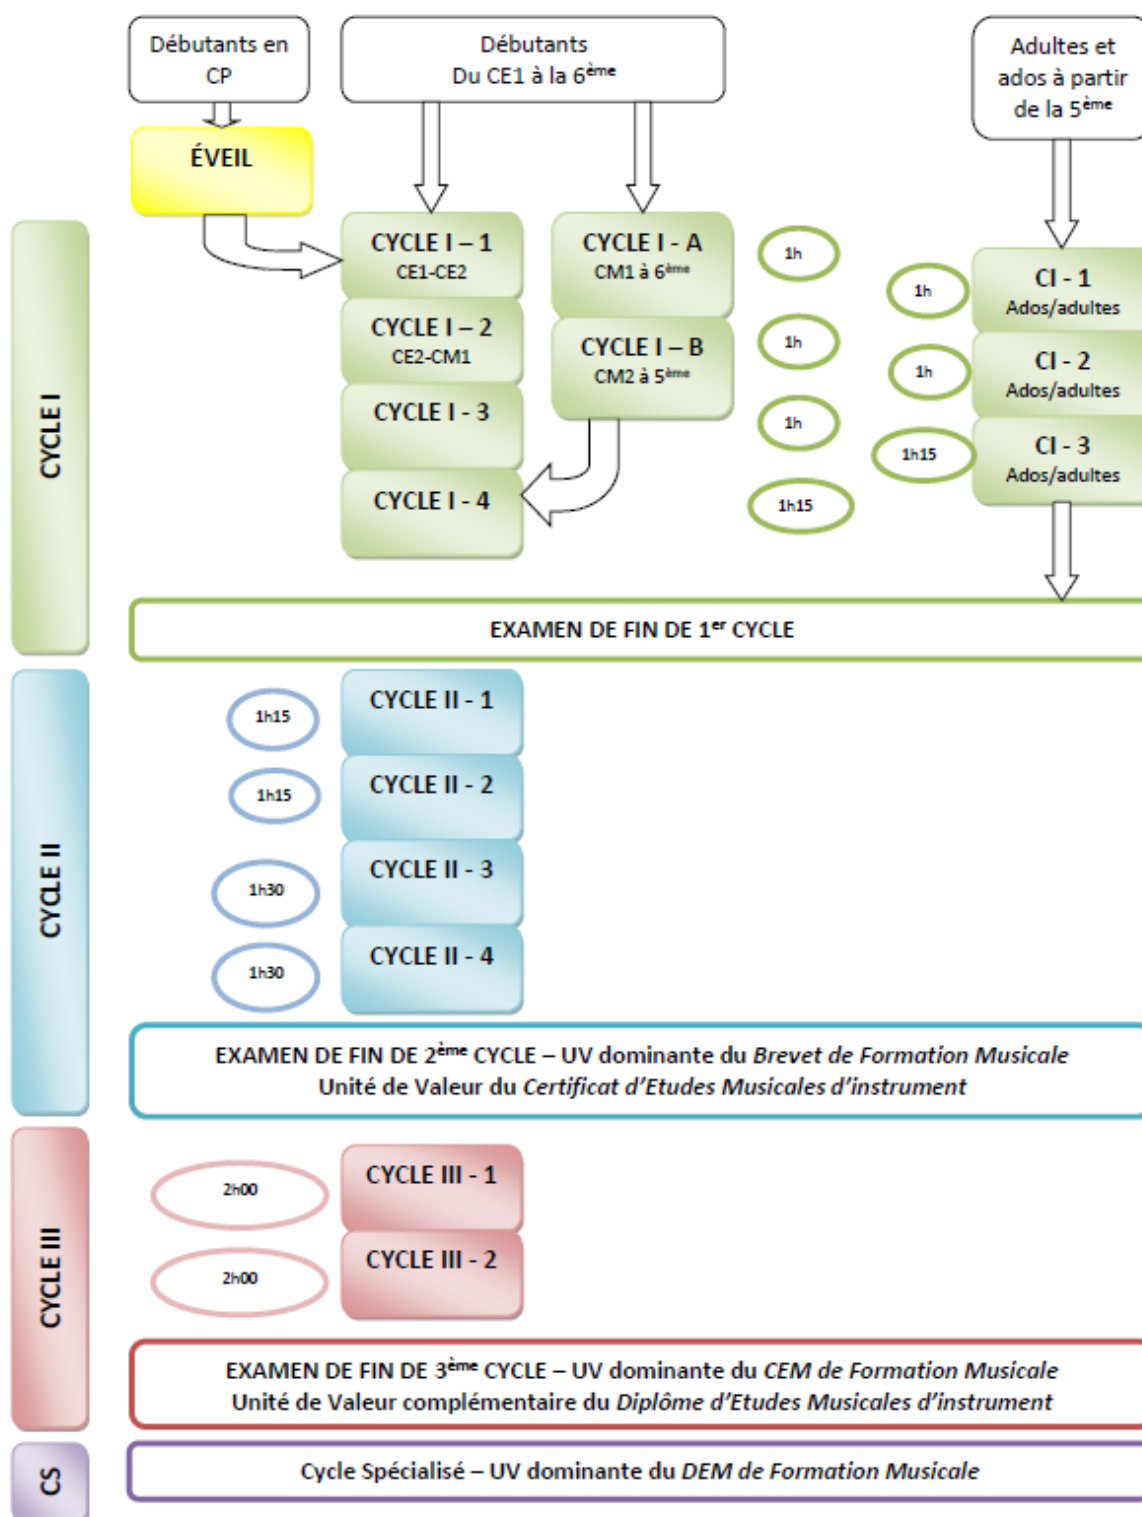 Débutants en
CP
Débutants
Du CE1 à la 6ème
Adultes et
ados à partir
de la 5ème
ÉVEIL
CYCLE I
CYCLE I – 1
CE1-CE2
CYCLE I - A
CM1 à 6ème
1h
1h
CI - 1
Ados/adultes
CYCLE I – 2
CE2-CM1
CYCLE I – B
CM2 à 5ème
1h
1h
CI - 2
Ados/adultes
CYCLE I - 3
1h
1h15
CI - 3
Ados/adultes
CYCLE I - 4
1h15
EXAMEN DE FIN DE 1er CYCLE
CYCLE II
1h15
CYCLE II - 1
1h15
CYCLE II - 2
1h30
CYCLE II - 3
1h30
CYCLE II - 4
EXAMEN DE FIN DE 2ème CYCLE – UV dominante du Brevet de Formation Musicale
Unité de Valeur du Certificat d'Etudes Musicales d'instrument
CYCLE III
2h00
CYCLE III - 1
2h00
CYCLE III - 2
EXAMEN DE FIN DE 3ème CYCLE – UV dominante du CEM de Formation Musicale
Unité de Valeur complémentaire du Diplôme d'Etudes Musicales d'instrument
CS
Cycle Spécialisé – UV dominante du DEM de Formation Musicale